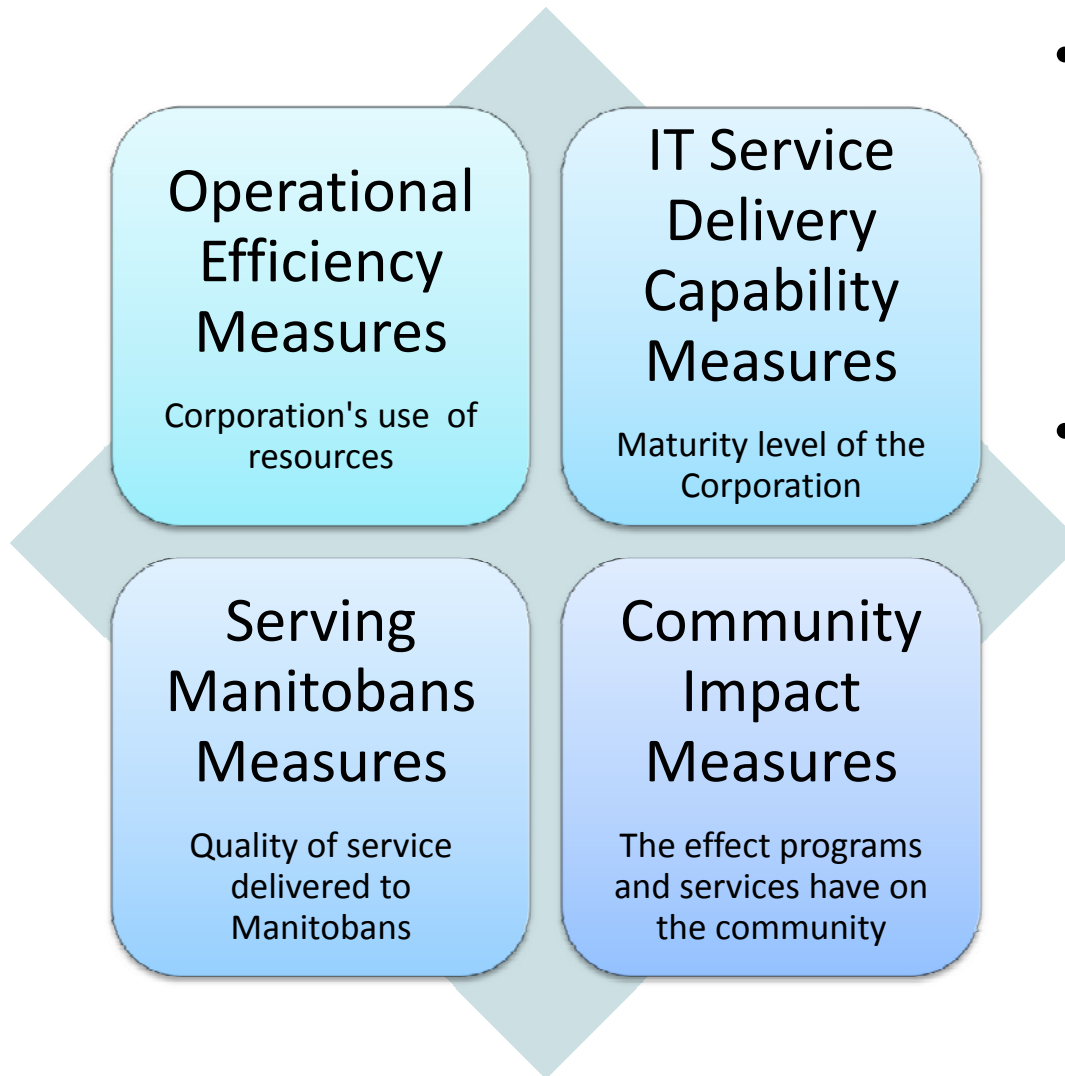 Operational
Efficiency
Measures
Corporation's use  of
resources
IT Service
Delivery
Capability
Measures
Maturity level of the
Corporation
Serving
Manitobans
Measures
Quality of service
delivered to
Manitobans
Community
Impact
Measures
The effect programs
and services have on
the community
•
•